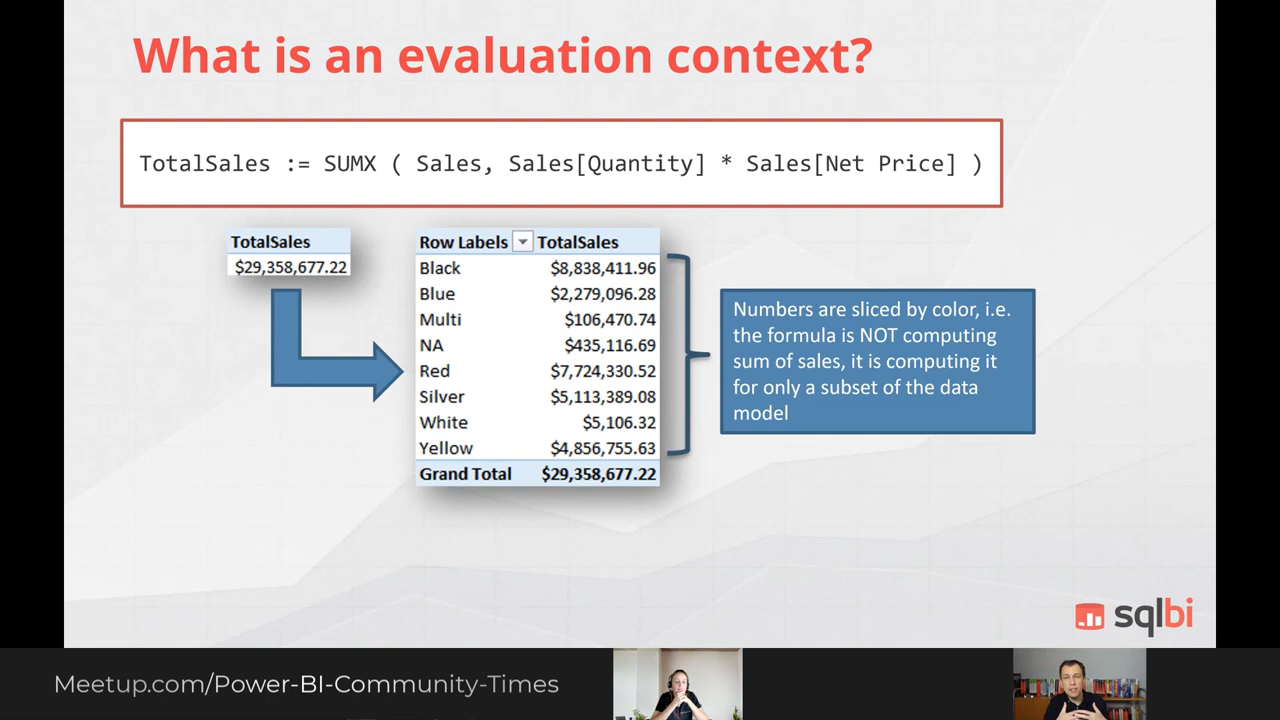 What is an evaluation context?
TotalSales := SUMX ( Sales, Sales[Quantity] * Sales[Net Price] )
TotalSales
$29,358,677.22
Row Labels TotalSales
Black $8,838,411.96
Blue $2,279,096.28
Multi $106,470.74
NA $435,116.69
Red $7,724,330.52
Silver $5,113,389.08
White $5,106.32
Yellow $4,856,755.63
Grand Total $29,358,677.22
Numbers are sliced by color, i.e.
the formula is NOT computing
sum of sales, it is computing it
for only a subset of the data
model
sqlbi
Meetup.com/Power-BI-Community-Times